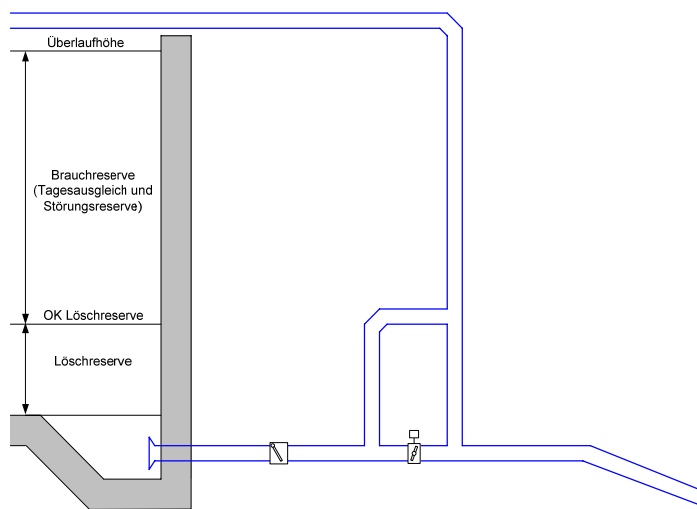 Überlaufhöhe
Brauchreserve
(Tagesausgleich und
Störungsreserve)
OK Löschreserve
Löschreserve